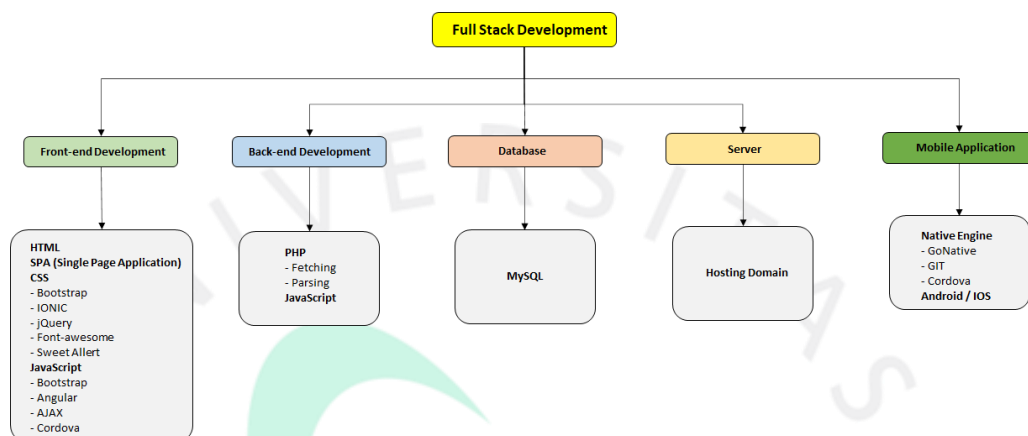 Full Stack Development
Front-end Development
Back-end Development
Database
Server
Mobile Application
HTML
SPA (Single Page Application)
CSS
- Bootstrap
- IONIC
- jQuery
- Font-awesome
- Sweet Allert
JavaScript
- Bootstrap
- Angular
- AJAX
- Cordova
PHP
- Fetching
- Parsing
JavaScript
MySQL
Hosting Domain
Native Engine
- GoNative
- GIT
- Cordova
Android / IOS
NIVERSITAS